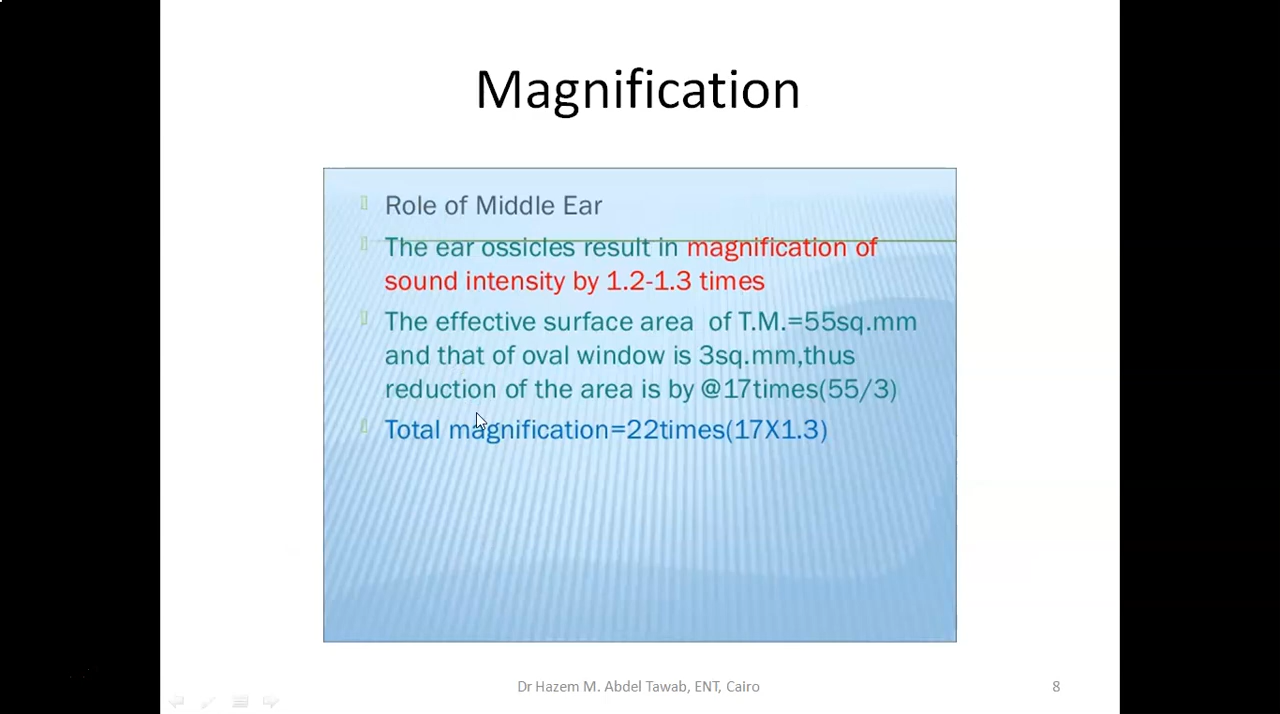 Magnification
Role of Middle Ear
The ear ossicles result in magnification of
sound intensity by 1.2-1.3 times
The effective surface area of T.M.=55sq.mm
and that of oval window is 3sq.mm,thus
reduction of the area is by @17times(55/3)
Total magnification=22times(17X1.3)
Dr Hazem M. Abdel Tawab, ENT, Cairo
8